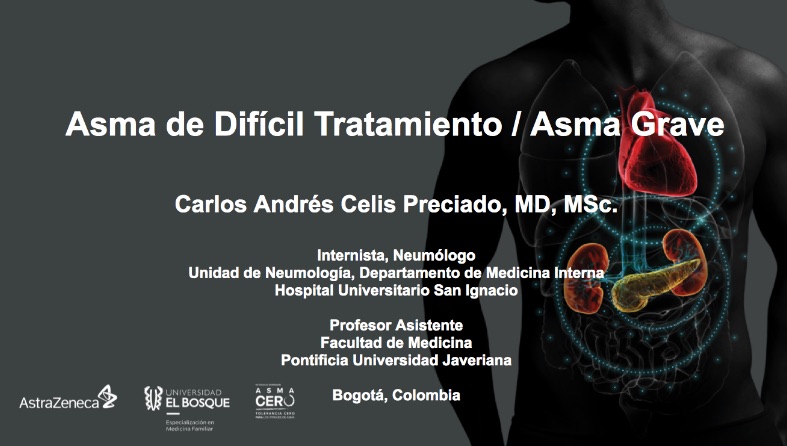 Asma de Difícil Tratamiento / Asma Grave
Carlos Andrés Celis Preciado, MD, MSc.
Internista, Neumólogo
Unidad de Neumología, Departamento de Medicina Interna
Hospital Universitario San Ignacio
Profesor Asistente
Facultad de Medicina
Pontificia Universidad Javeriana
Bogotá, Colombia
AstraZeneca
UNIVERSIDAD
EL BOSQUE
Especialización en
Medicina Familiar
ASMA
CERO
TOLERANCIA CERO